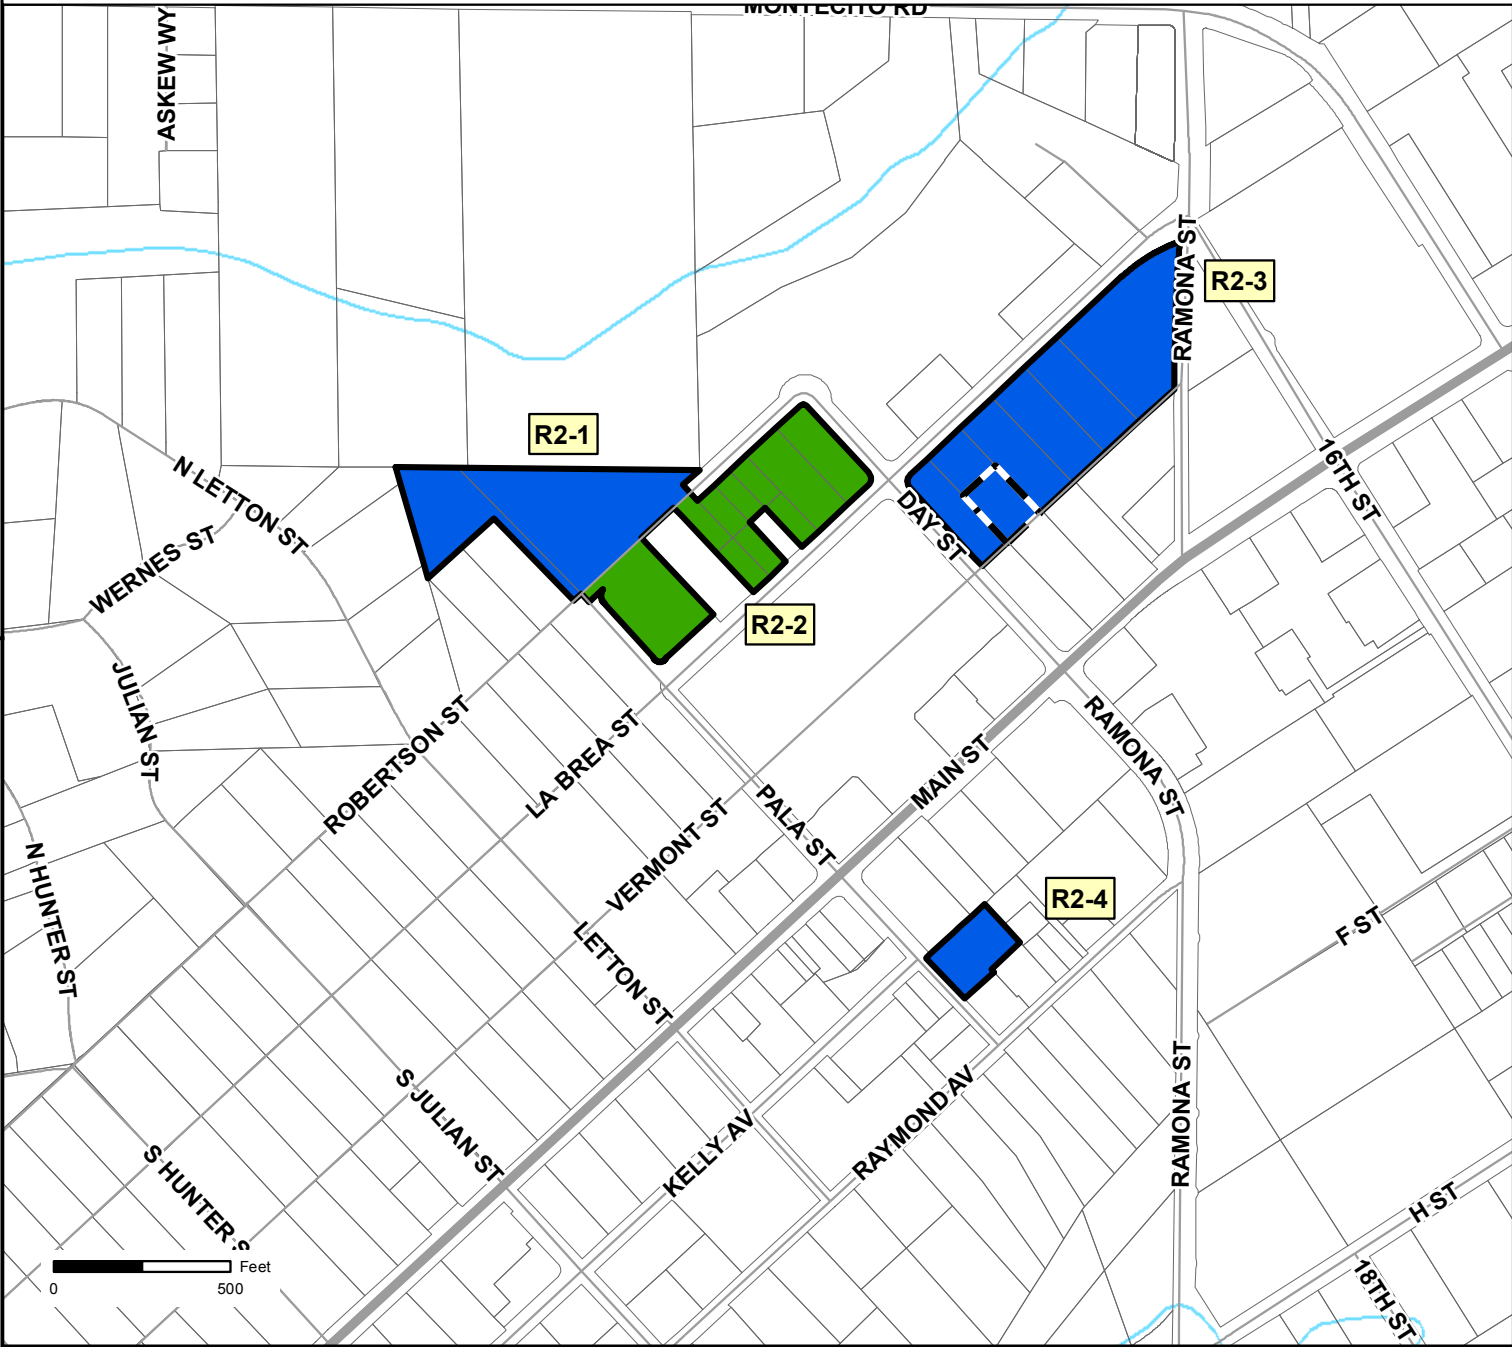 MONTECITO RD
ASKEW WY
RAMONA ST
R2-3
R2-1
N LETTON ST
16TH ST
DAY ST
WERNES ST
R2-2
JULIAN ST
ROBERTSON ST
LA BREA ST
RAMONA ST
MAIN ST
PALA ST
VERMONT ST
N HUNTER ST
R2-4
F ST
LETTON ST
S JULIAN ST
RAYMOND AV
KELLY AV
RAMONA ST
S HUNTER S
H ST
18TH ST
Feet
0 500